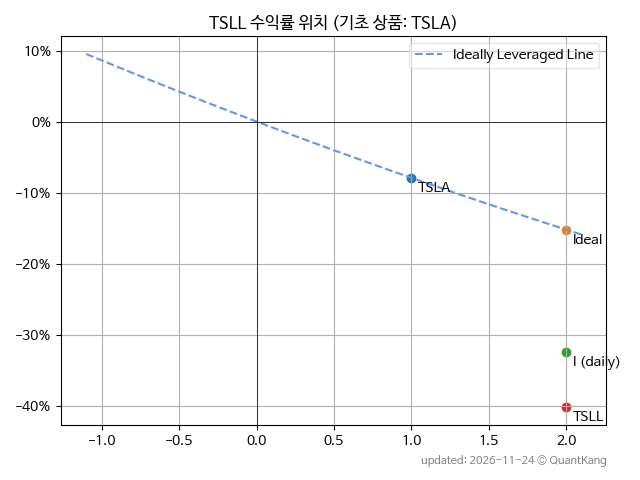 TSLL 수익률 위치 (기초 상품: TSLA)
10%
0%
−10%
−20%
−30%
−40%
Ideally Leveraged Line
TSLA
Ideal
I (daily)
TSLL
−1.0
−0.5
0.0
0.5
1.0
1.5
2.0
updated: 2026-11-24 © QuantKang